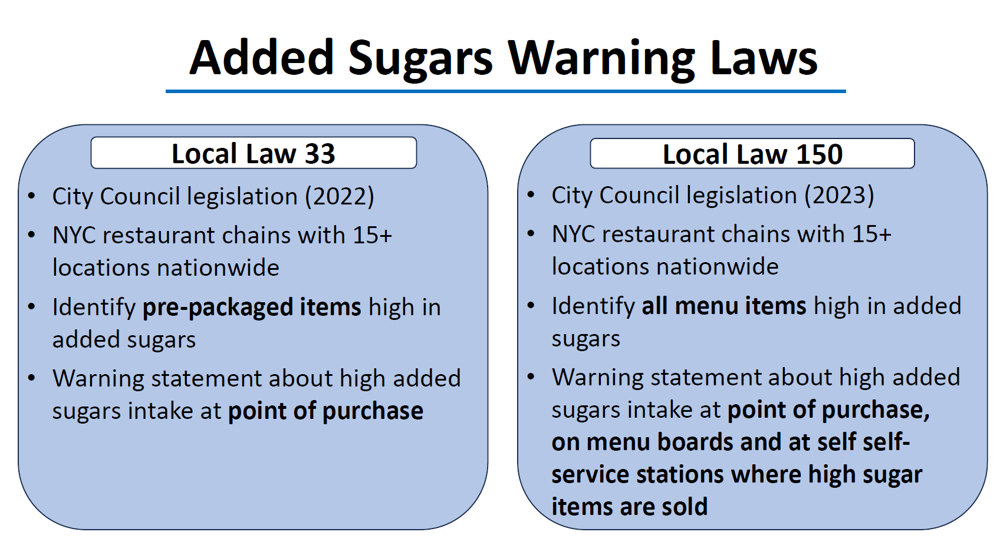 Added Sugars Warning Laws
Local Law 33
• City Council legislation (2022)
• NYC restaurant chains with 15+
locations nationwide
• Identify pre-packaged items high in
added sugars
• Warning statement about high added
sugars intake at point of purchase
Local Law 150
• City Council legislation (2023)
• NYC restaurant chains with 15+
locations nationwide
• Identify all menu items high in added
sugars
• Warning statement about high added
sugars intake at point of purchase,
on menu boards and at self self-
service stations where high sugar
items are sold